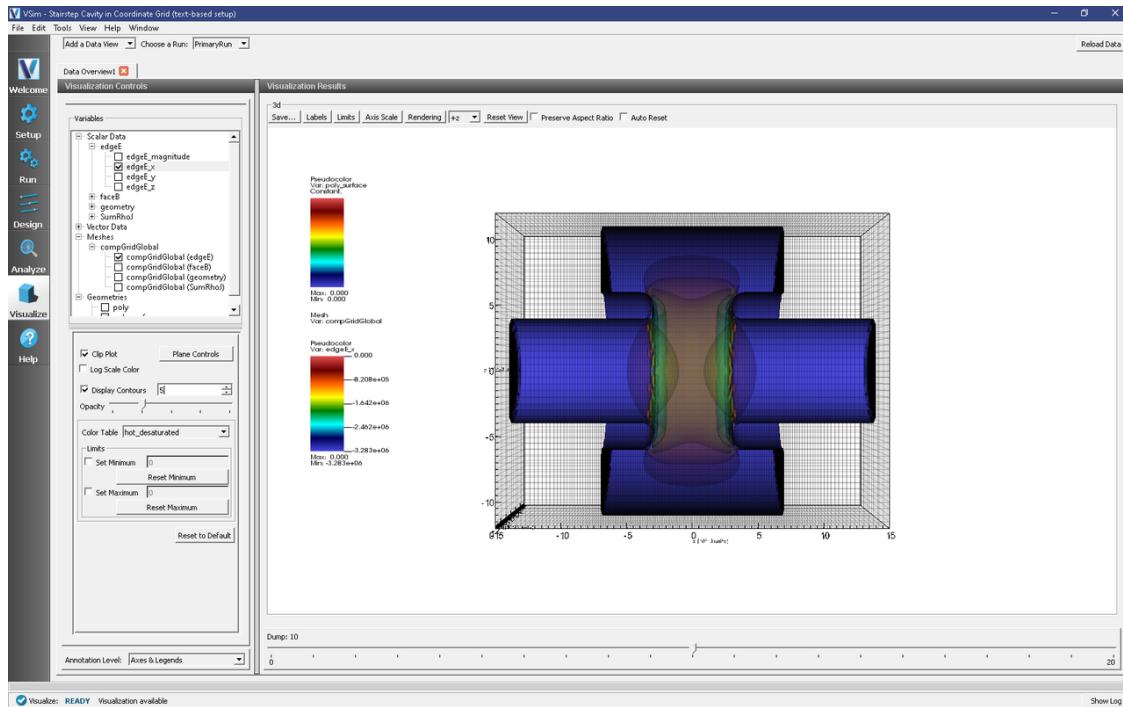 VSim - Stairstep Cavity in Coordinate Grid (text-based setup)
File Edit Tools View Help Window
Add a Data View Choose a Run: PrimaryRun Reload Data
Welcome
Setup
Run
Design
Analyze
Visualize
Help
Data Overview1
Visualization Controls
Variables
Scalar Data
edgeE
edgeE_magnitude
edgeE_x
edgeE_y
edgeE_z
faceB
geometry
SumRhoJ
Vector Data
Meshes
compGridGlobal
compGridGlobal (edgeE)
compGridGlobal (faceB)
compGridGlobal (geometry)
compGridGlobal (SumRhoJ)
Geometries
poly
Clip Plot Plane Controls
Log Scale Color
Display Contours 5
Opacity
Color Table hot_desaturated
Limits
Set Minimum 0
Reset Minimum
Set Maximum 0
Reset Maximum
Reset to Default
Annotation Level: Axes & Legends
Visualization Results
3d
Save... Labels Limits Axis Scale Rendering +z Reset View Preserve Aspect Ratio Auto Reset
Pseudocolor
Var: poly_surface
Constant.
Max: 0.000
Min: 0.000
Mesh
Var: compGridGlobal
Pseudocolor
Var: edgeE_x
0.000
-8.208e+05
-1.642e+06
-2.462e+06
-3.283e+06
Max: 0.000
Min: -3.283e+06
10
5
0
-5
-10
-10 -5 0 5 10 15
Dump: 10
0 20
Visualize: READY Visualization available Show Log